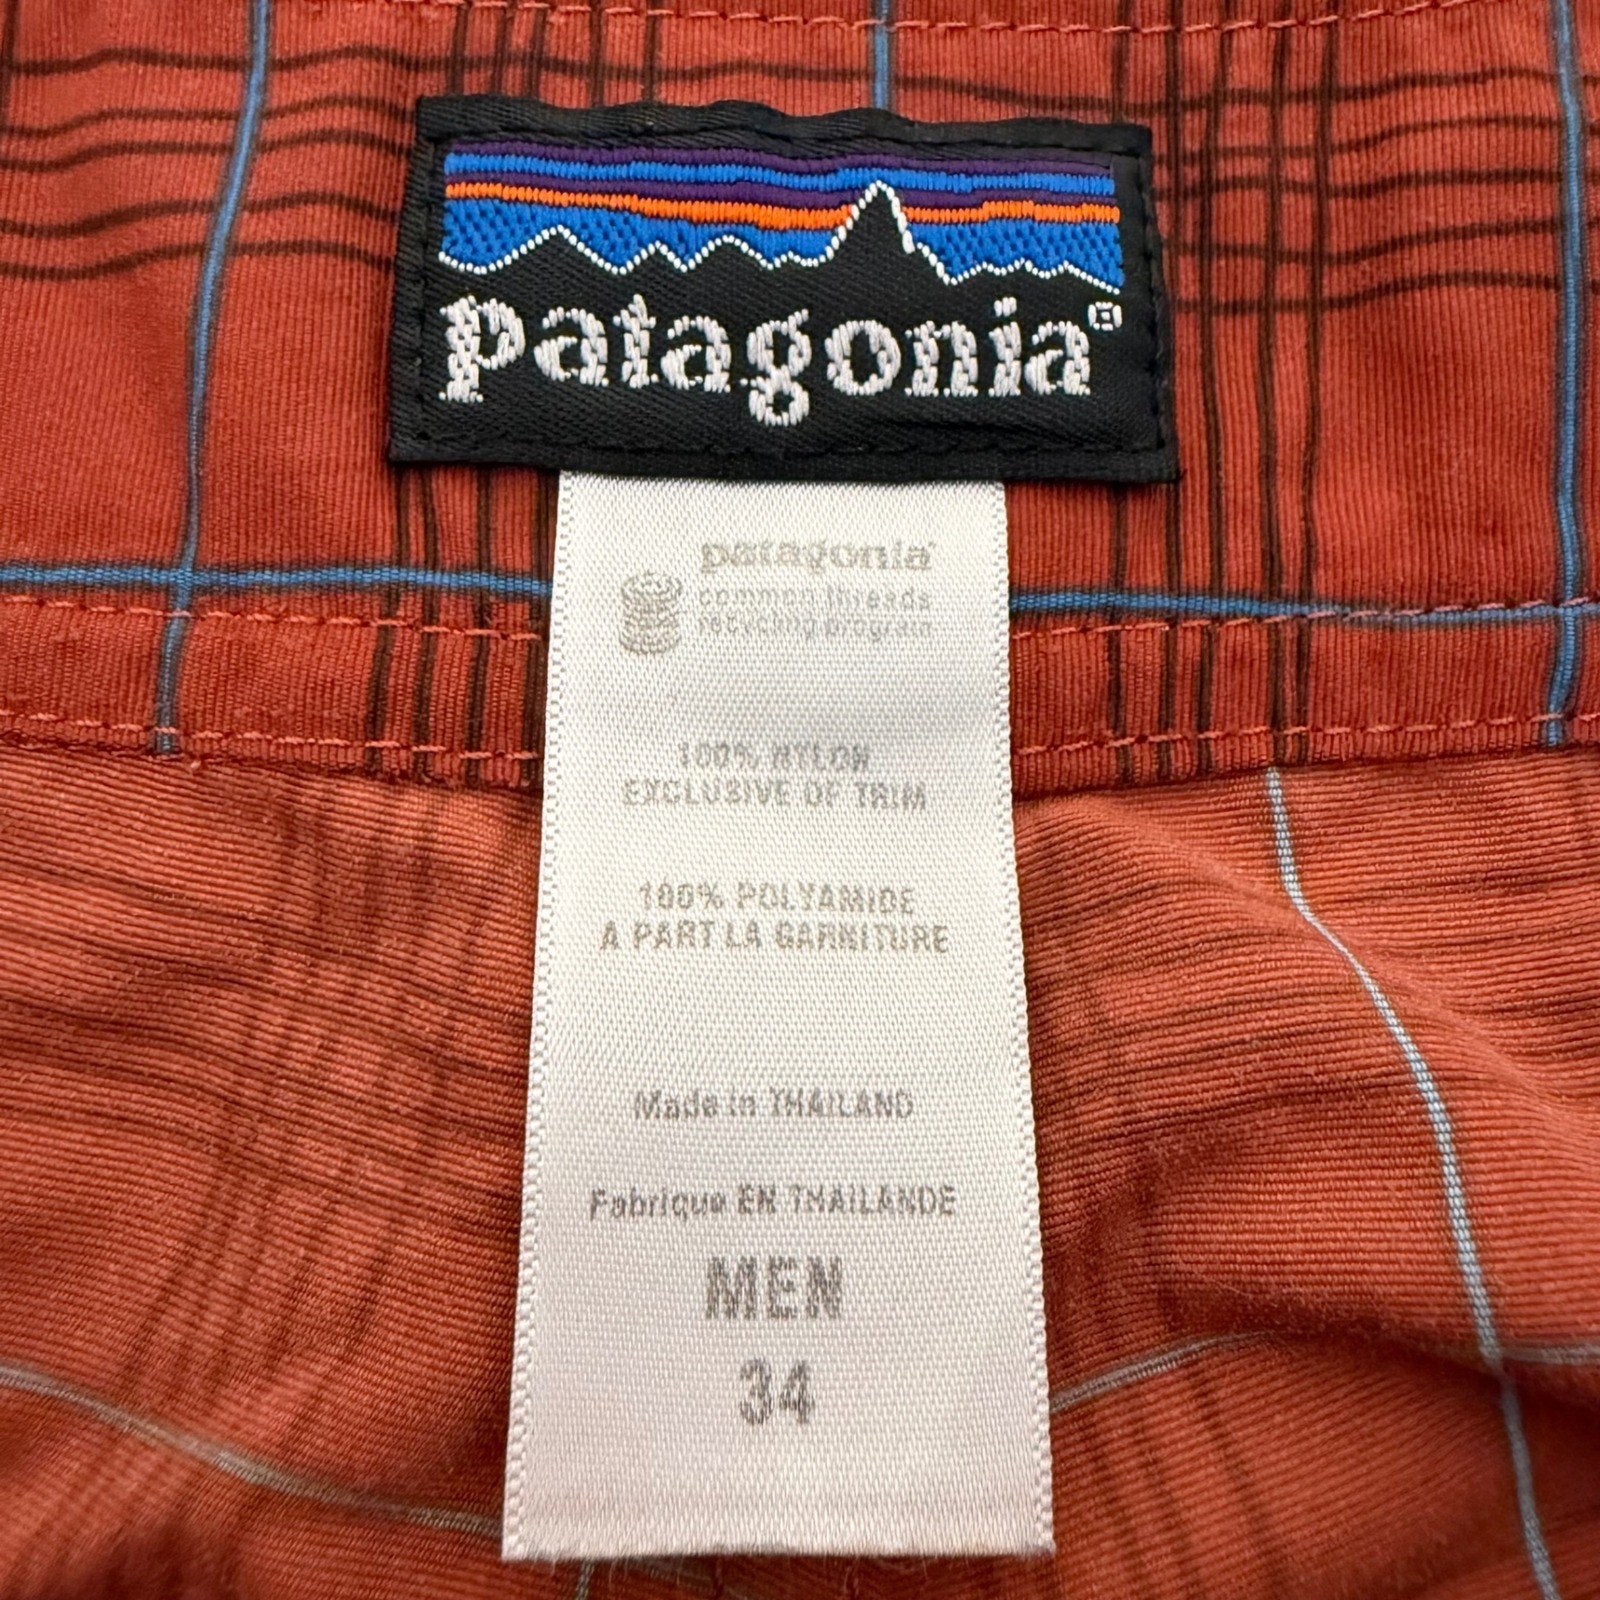 patagonia®
patagonia®
common threads
recycling program
100% NYLON
EXCLUSIVE OF TRIM
100% POLYAMIDE
A PART LA GARNITURE
Made in THAILAND
Fabrique EN THAILANDE
MEN
34